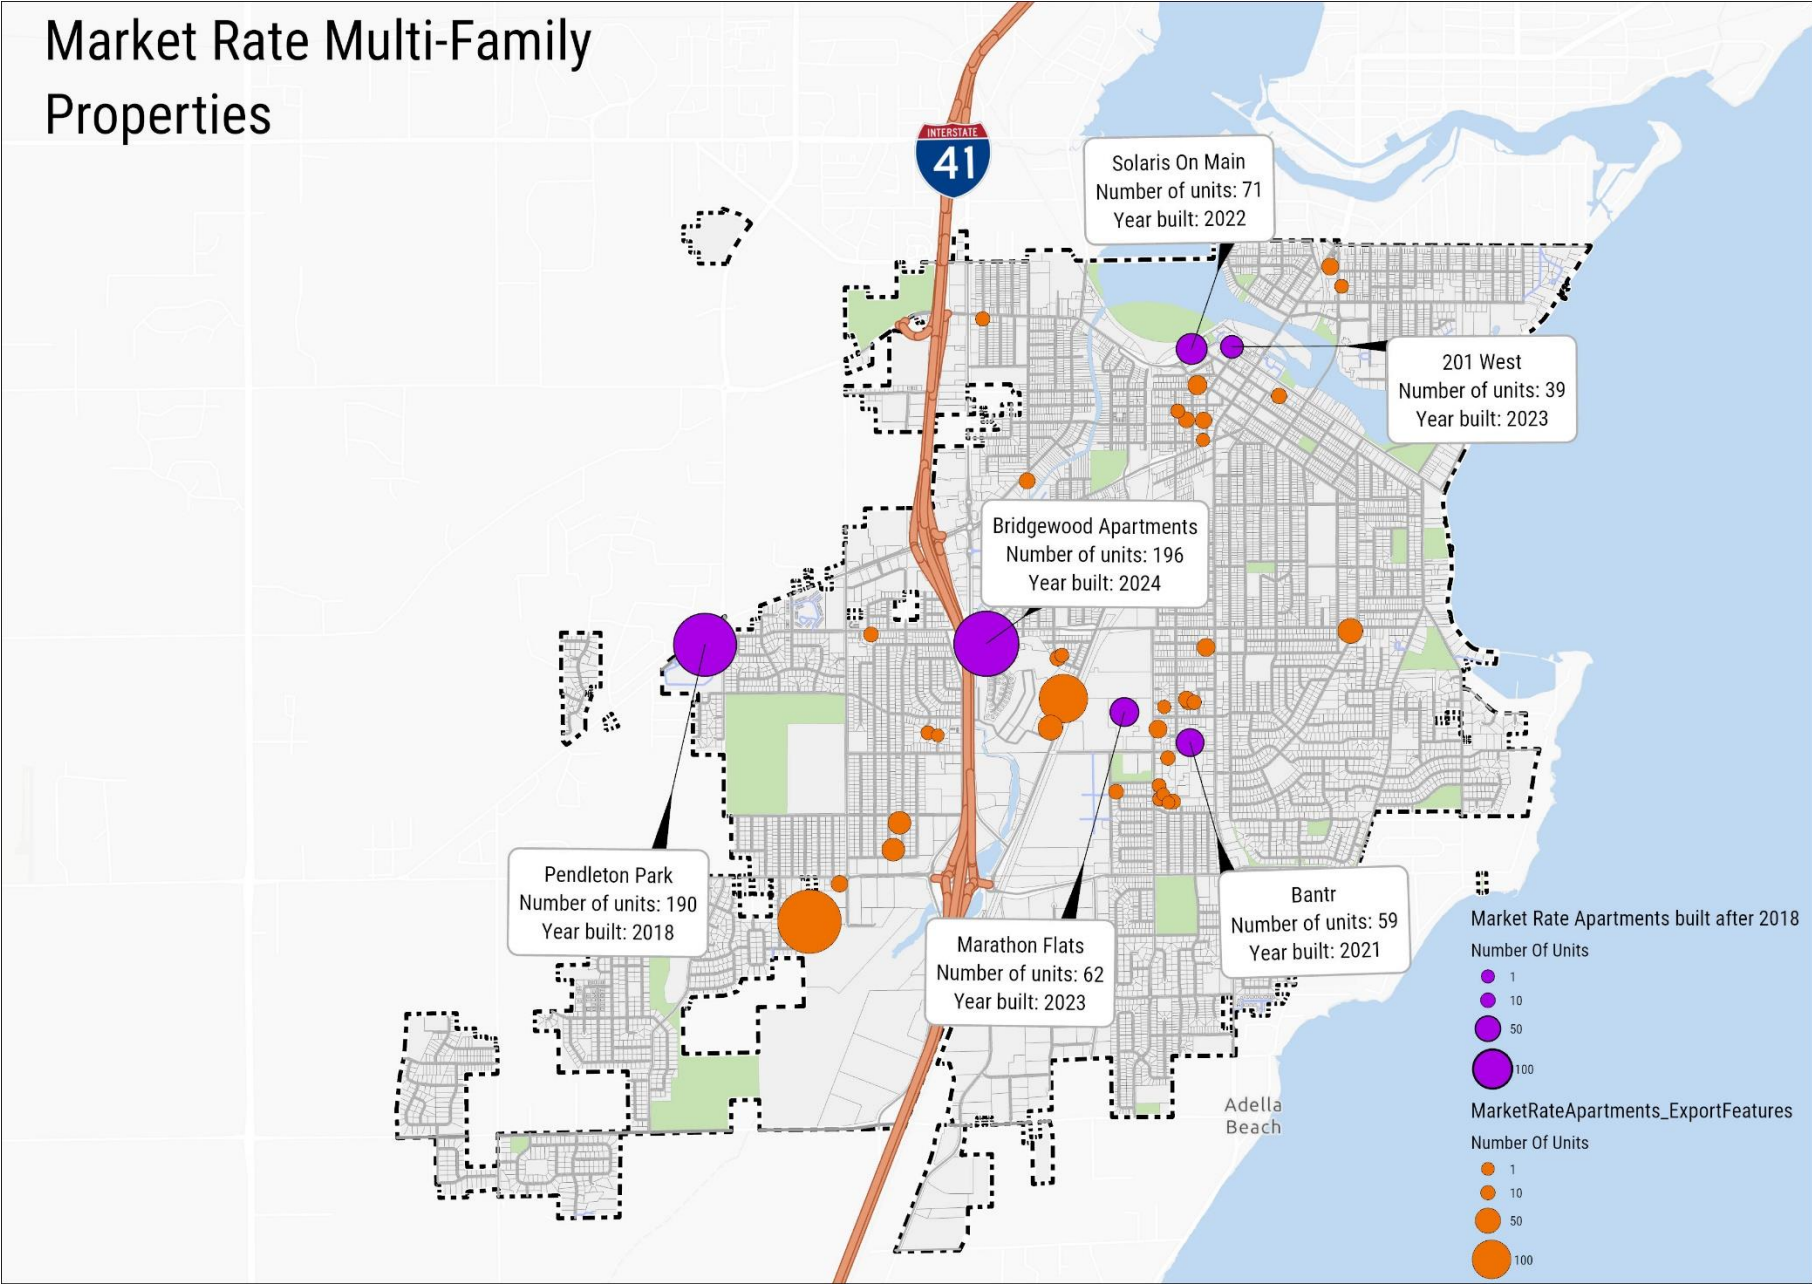 Market Rate Multi-Family
Properties
INTERSTATE
41
Solaris On Main
Number of units: 71
Year built: 2022
201 West
Number of units: 39
Year built: 2023
Bridgewood Apartments
Number of units: 196
Year built: 2024
Pendleton Park
Number of units: 190
Year built: 2018
Marathon Flats
Number of units: 62
Year built: 2023
Bantr
Number of units: 59
Year built: 2021
Adella
Beach
Market Rate Apartments built after 2018
Number Of Units
1
10
50
100
MarketRateApartments_ExportFeatures
Number Of Units
1
10
50
100